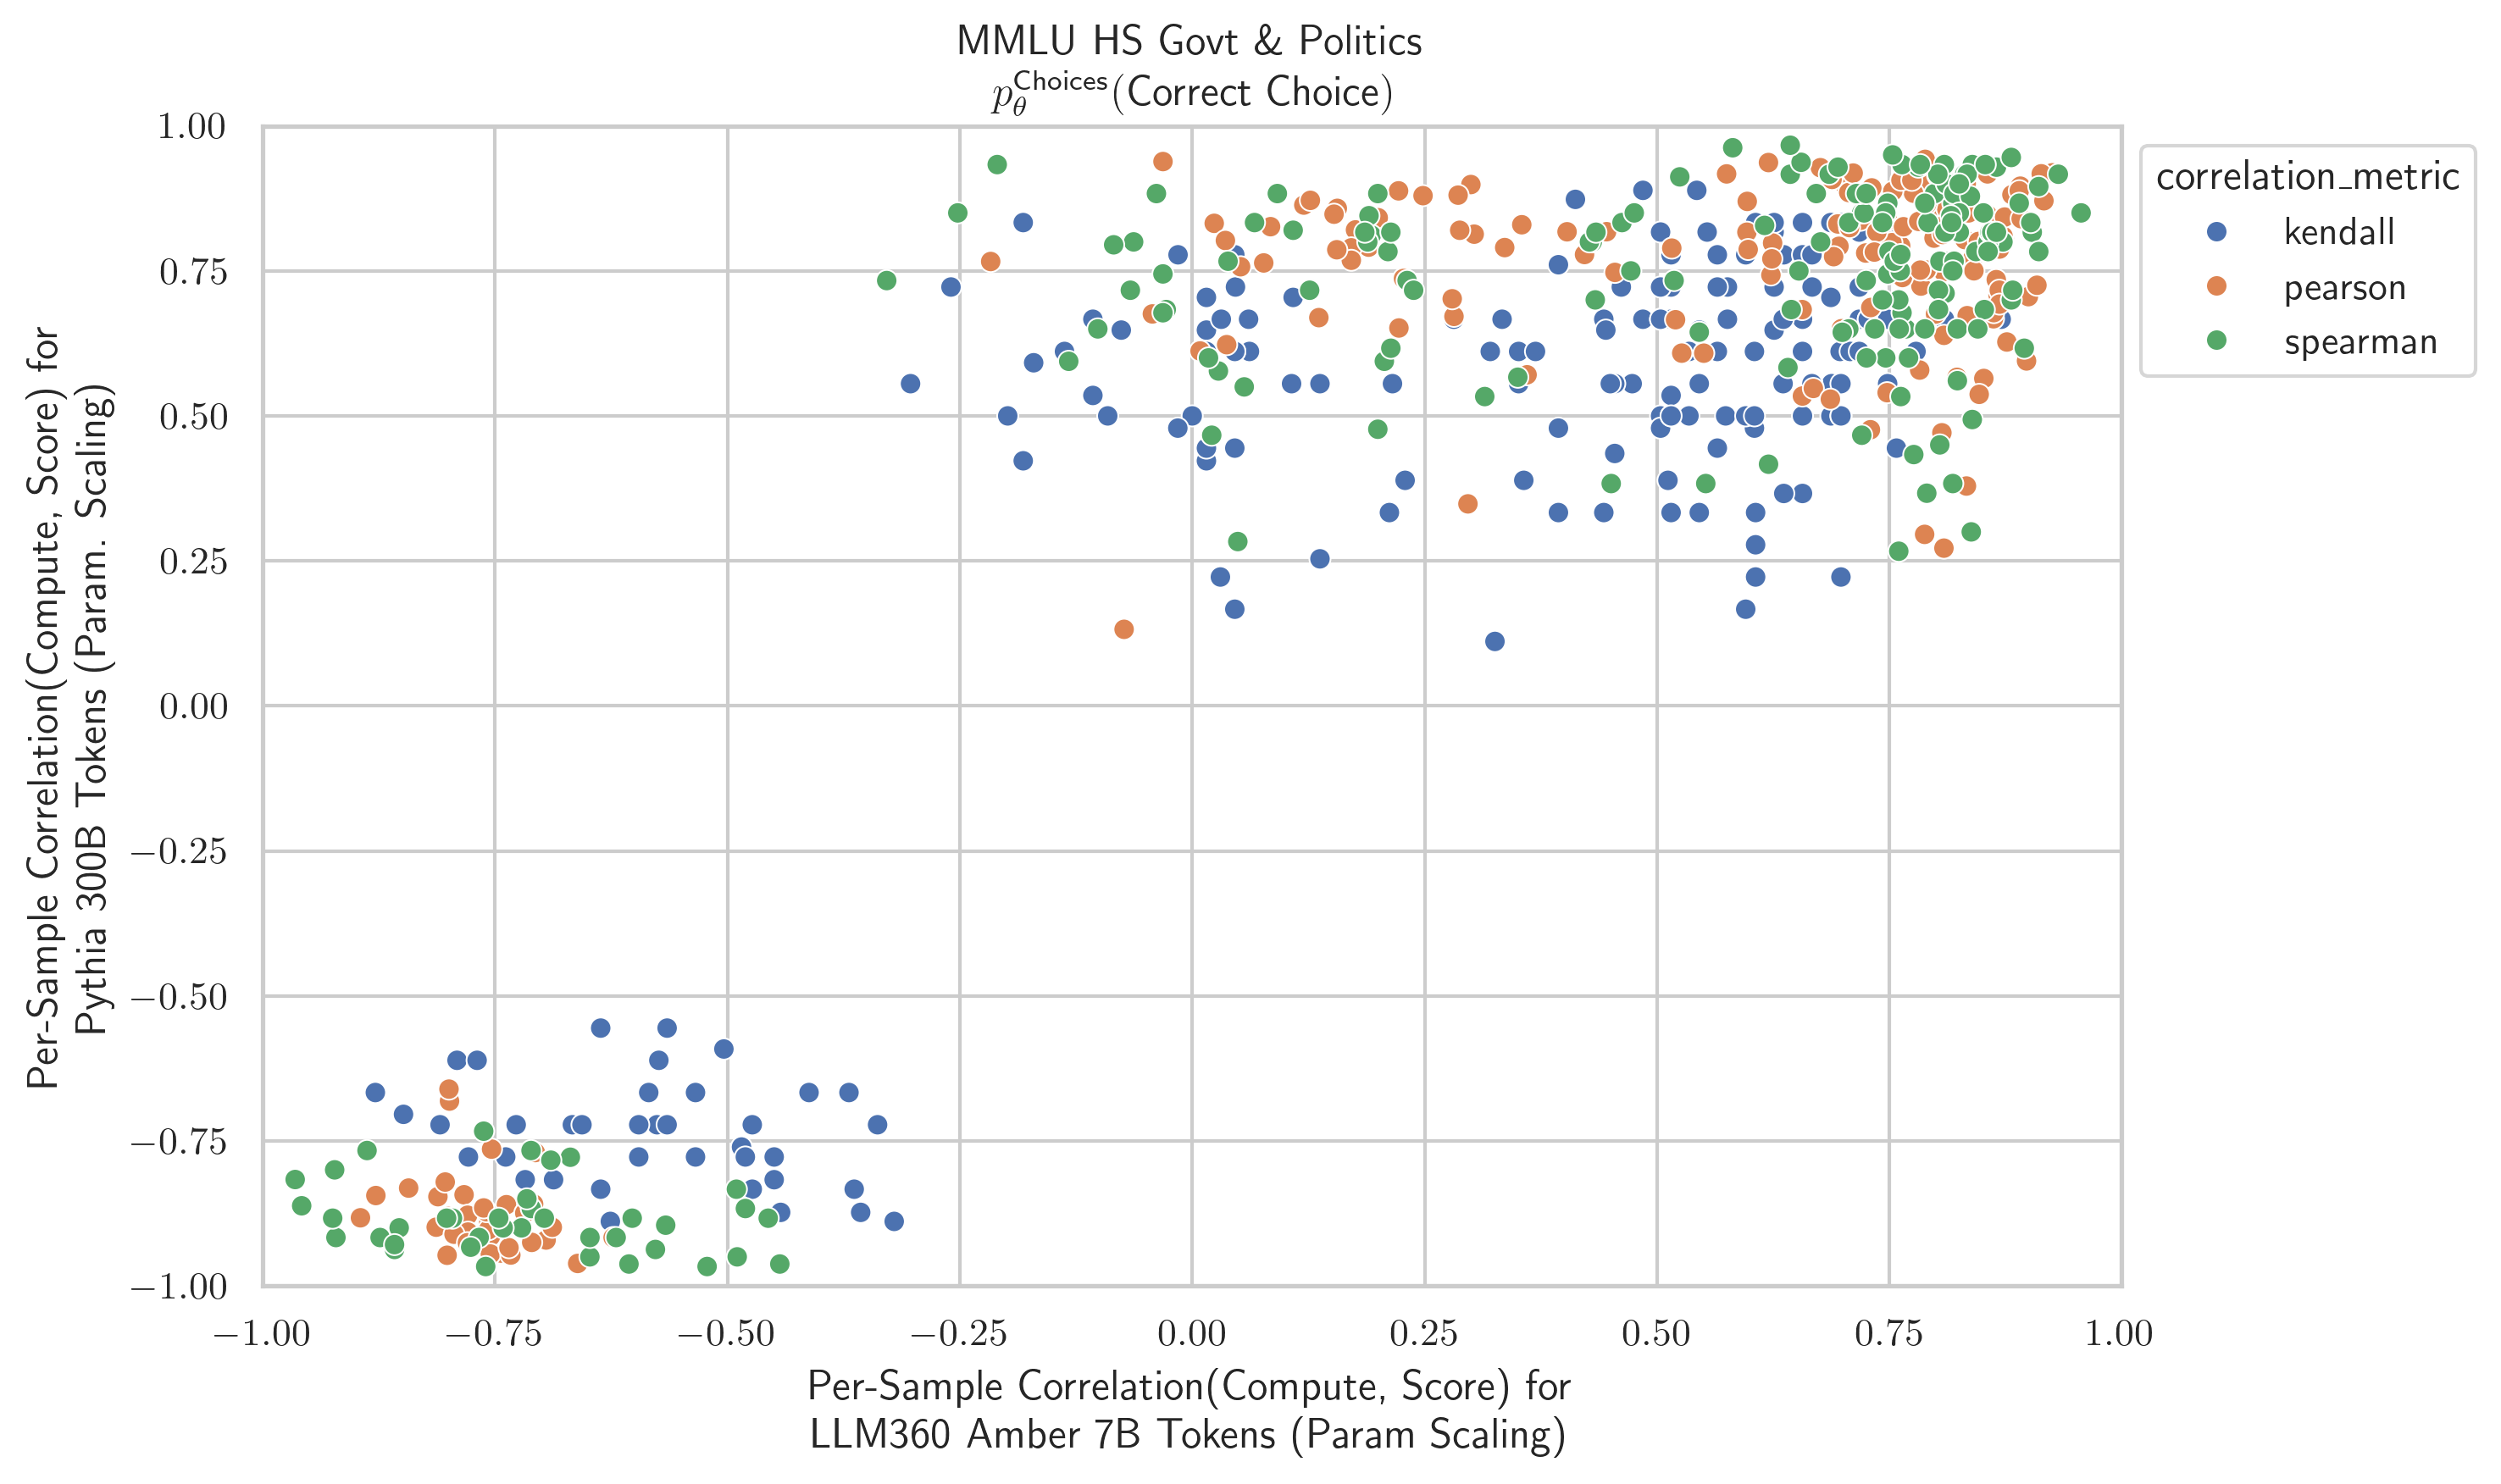 MMLU HS Govt & Politics
p_θ^Choices(Correct Choice)
1.00
0.75
0.50
0.25
0.00
−0.25
−0.50
−0.75
−1.00
Per-Sample Correlation(Compute, Score) for
Pythia 300B Tokens (Param. Scaling)
−1.00 −0.75 −0.50 −0.25 0.00 0.25 0.50 0.75 1.00
Per-Sample Correlation(Compute, Score) for
LLM360 Amber 7B Tokens (Param Scaling)
correlation_metric
kendall
pearson
spearman